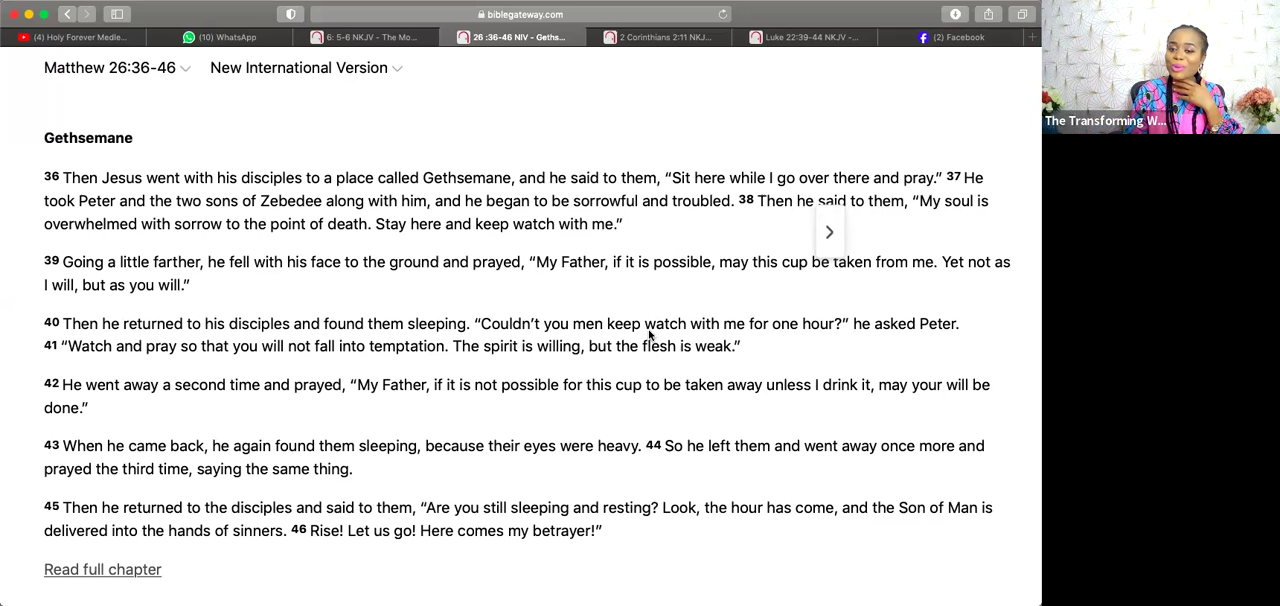 biblegateway.com
(4) Holy Forever Medle...
(10) WhatsApp
6: 5-6 NKJV - The Mo...
26 :36-46 NIV - Geths...
2 Corinthians 2:11 NKJ...
Luke 22:39-44 NKJV -...
(2) Facebook
The Transforming W...
Matthew 26:36-46 New International Version
Gethsemane
36 Then Jesus went with his disciples to a place called Gethsemane, and he said to them, “Sit here while I go over there and pray.” 37 He
took Peter and the two sons of Zebedee along with him, and he began to be sorrowful and troubled. 38 Then he said to them, “My soul is
overwhelmed with sorrow to the point of death. Stay here and keep watch with me.”
39 Going a little farther, he fell with his face to the ground and prayed, “My Father, if it is possible, may this cup be taken from me. Yet not as
I will, but as you will.”
40 Then he returned to his disciples and found them sleeping. “Couldn’t you men keep watch with me for one hour?” he asked Peter.
41 “Watch and pray so that you will not fall into temptation. The spirit is willing, but the flesh is weak.”
42 He went away a second time and prayed, “My Father, if it is not possible for this cup to be taken away unless I drink it, may your will be
done.”
43 When he came back, he again found them sleeping, because their eyes were heavy. 44 So he left them and went away once more and
prayed the third time, saying the same thing.
45 Then he returned to the disciples and said to them, “Are you still sleeping and resting? Look, the hour has come, and the Son of Man is
delivered into the hands of sinners. 46 Rise! Let us go! Here comes my betrayer!”
Read full chapter